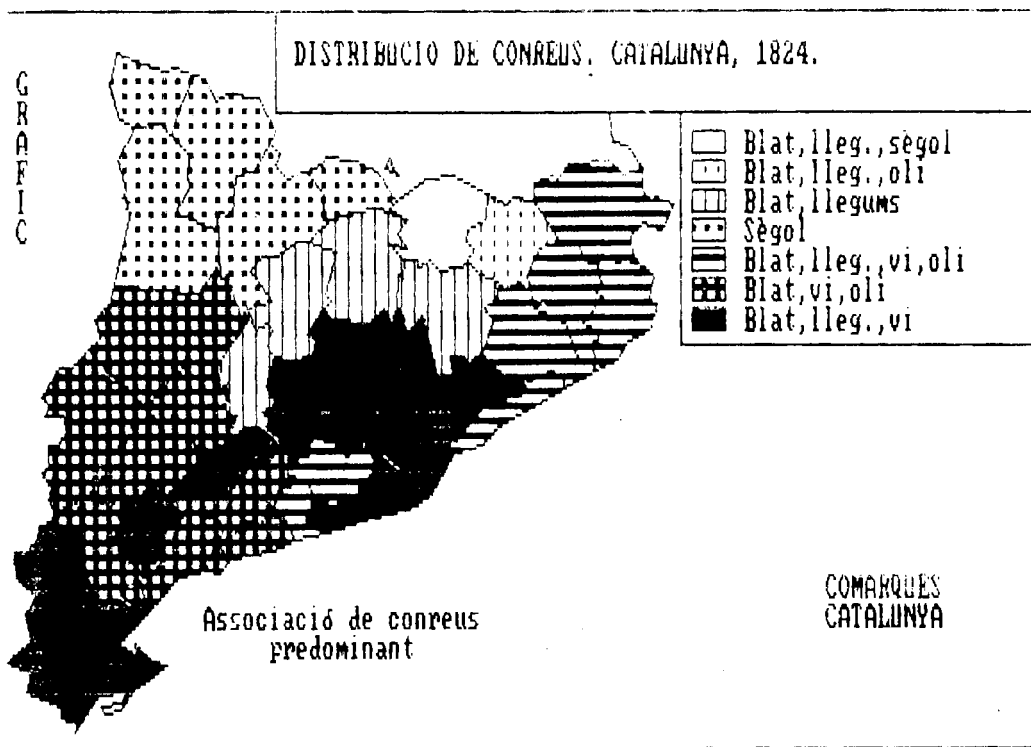 DISTRIBUCIO DE CONREUS. CATALUNYA, 1824.
GRAFIC
Blat,lleg.,sègol
Blat,lleg.,oli
Blat,llegums
Sègol
Blat,lleg.,vi,oli
Blat,vi,oli
Blat,lleg.,vi
Associació de conreus
predominant
COMARQUES
CATALUNYA